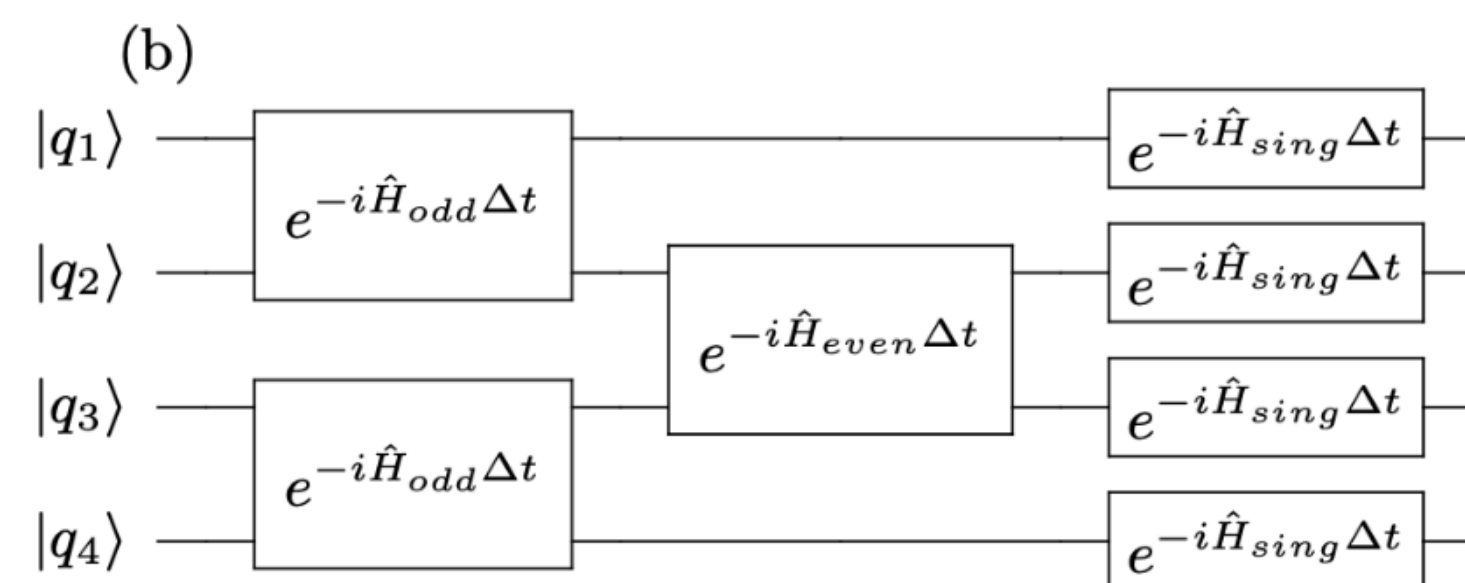 (b)
|q₁⟩ e^{-iĤ_{odd}Δt} e^{-iĤ_{sing}Δt}
|q₂⟩ e^{-iĤ_{even}Δt} e^{-iĤ_{sing}Δt}
|q₃⟩ e^{-iĤ_{odd}Δt} e^{-iĤ_{sing}Δt}
|q₄⟩ e^{-iĤ_{sing}Δt}